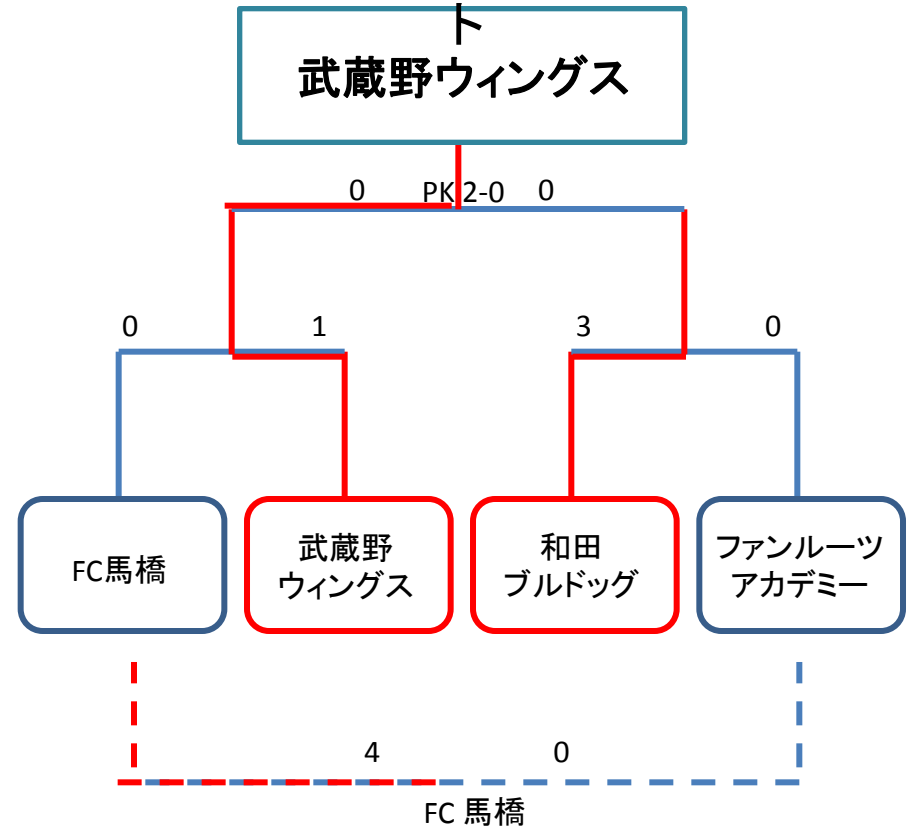 ト
武蔵野ウィングス
0 PK 2-0 0
0 1 3 0
FC馬橋
武蔵野
ウィングス
和田
ブルドッグ
ファンルーツ
アカデミー
4 0
FC 馬橋